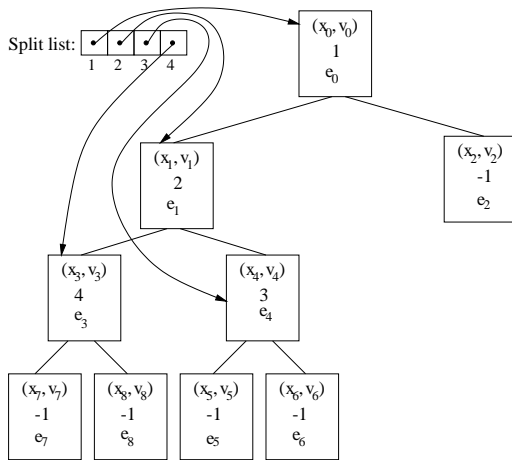 Split list:
1 2 3 4
(x0, v0)
1
e0
(x1, v1)
2
e1
(x2, v2)
-1
e2
(x3, v3)
4
e3
(x4, v4)
3
e4
(x7, v7)
-1
e7
(x8, v8)
-1
e8
(x5, v5)
-1
e5
(x6, v6)
-1
e6